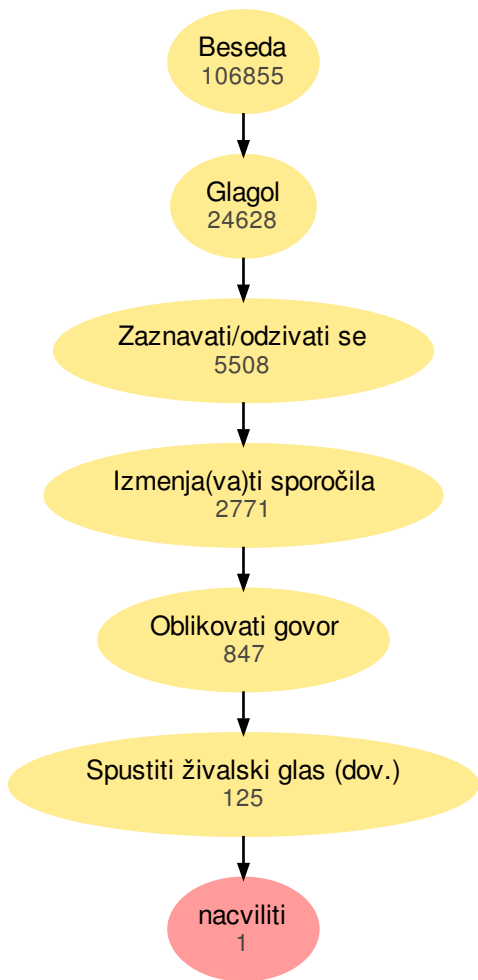 Beseda
106855
Glagol
24628
Zaznavati/odzivati se
5508
Izmenja(va)ti sporočila
2771
Oblikovati govor
847
Spustiti živalski glas (dov.)
125
nacviliti
1